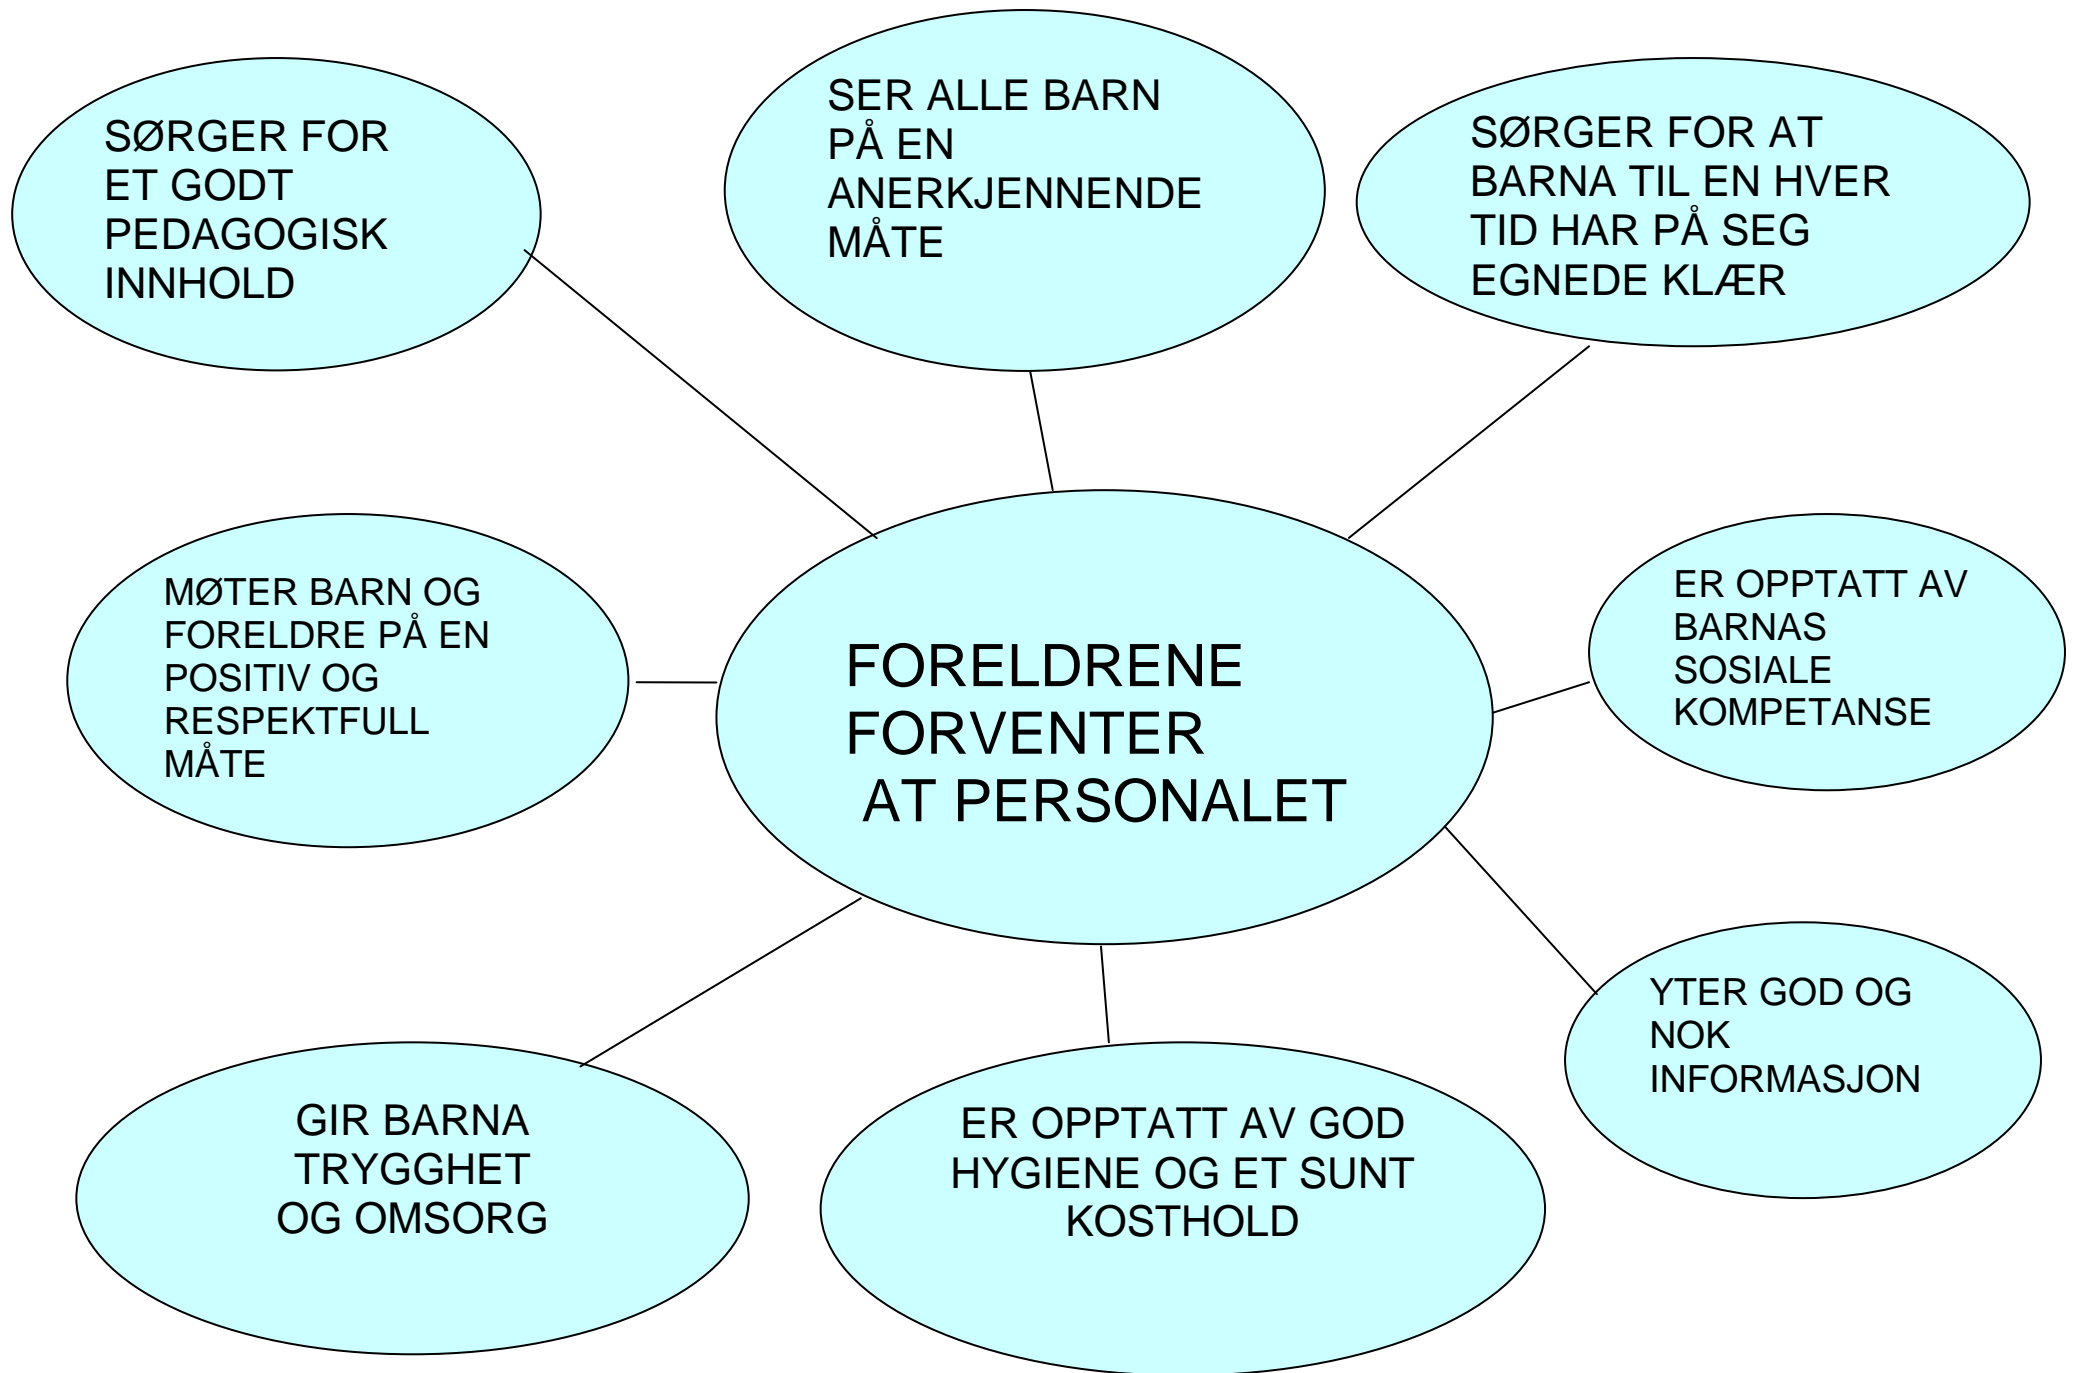 SØRGER FOR
ET GODT
PEDAGOGISK
INNHOLD
SER ALLE BARN
PÅ EN
ANERKJENNENDE
MÅTE
SØRGER FOR AT
BARNA TIL EN HVER
TID HAR PÅ SEG
EGNEDE KLÆR
MØTER BARN OG
FORELDRE PÅ EN
POSITIV OG
RESPEKTFULL
MÅTE
FORELDRENE
FORVENTER
AT PERSONALET
ER OPPTATT AV
BARNAS
SOSIALE
KOMPETANSE
YTER GOD OG
NOK
INFORMASJON
GIR BARNA
TRYGGHET
OG OMSORG
ER OPPTATT AV GOD
HYGIENE OG ET SUNT
KOSTHOLD